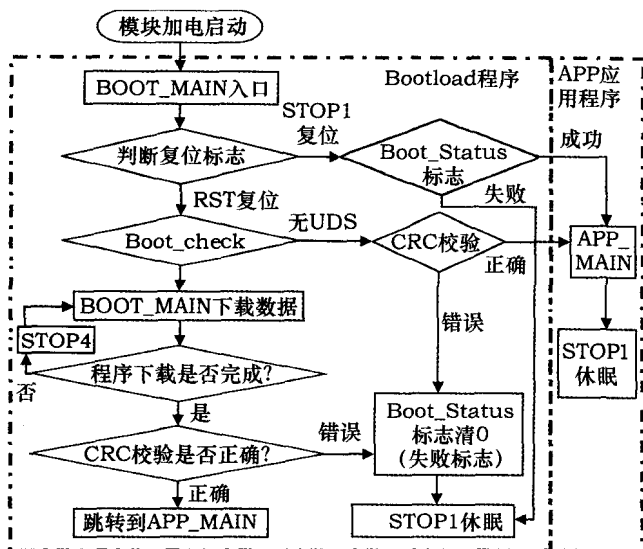 模块加电启动
Bootload程序
APP应
用程序
BOOT_MAIN入口
STOP1
复位
判断复位标志
Boot_Status
标志
成功
失败
RST复位
Boot_check
无UDS
CRC校验
正确
APP_
MAIN
BOOT_MAIN下载数据
STOP4
错误
STOP1
休眠
程序下载是否完成?
否
是
Boot_Status
标志清0
(失败标志)
CRC校验是否正确?
错误
正确
跳转到APP_MAIN
STOP1休眠